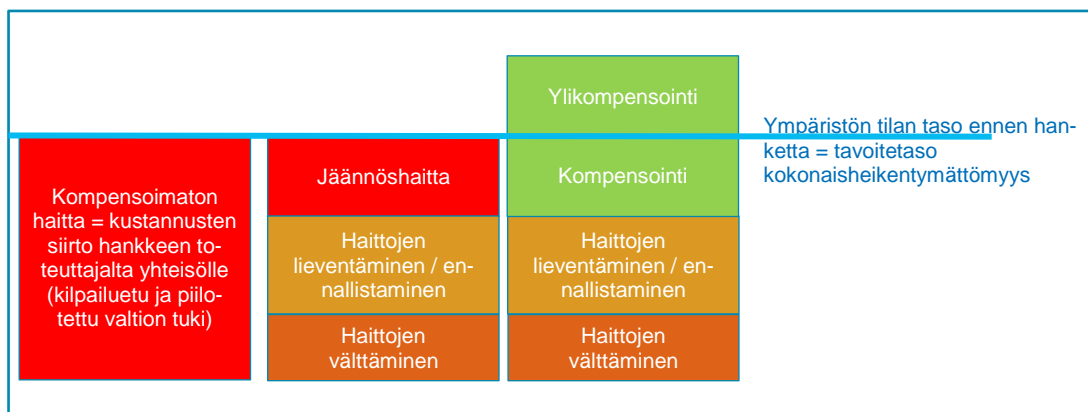 Kompensoimaton
haitta = kustannusten
siirto hankkeen to-
teuttajalta yhteisölle
(kilpailuetu ja piilo-
tettu valtion tuki)
Jäännöshaitta
Haittojen
lieventäminen / en-
nallistaminen
Haittojen
välttäminen
Ylikompensointi
Kompensointi
Haittojen
lieventäminen / en-
nallistaminen
Haittojen
välttäminen
Ympäristön tilan taso ennen han-
ketta = tavoitetaso
kokonaisheikentymättömyys